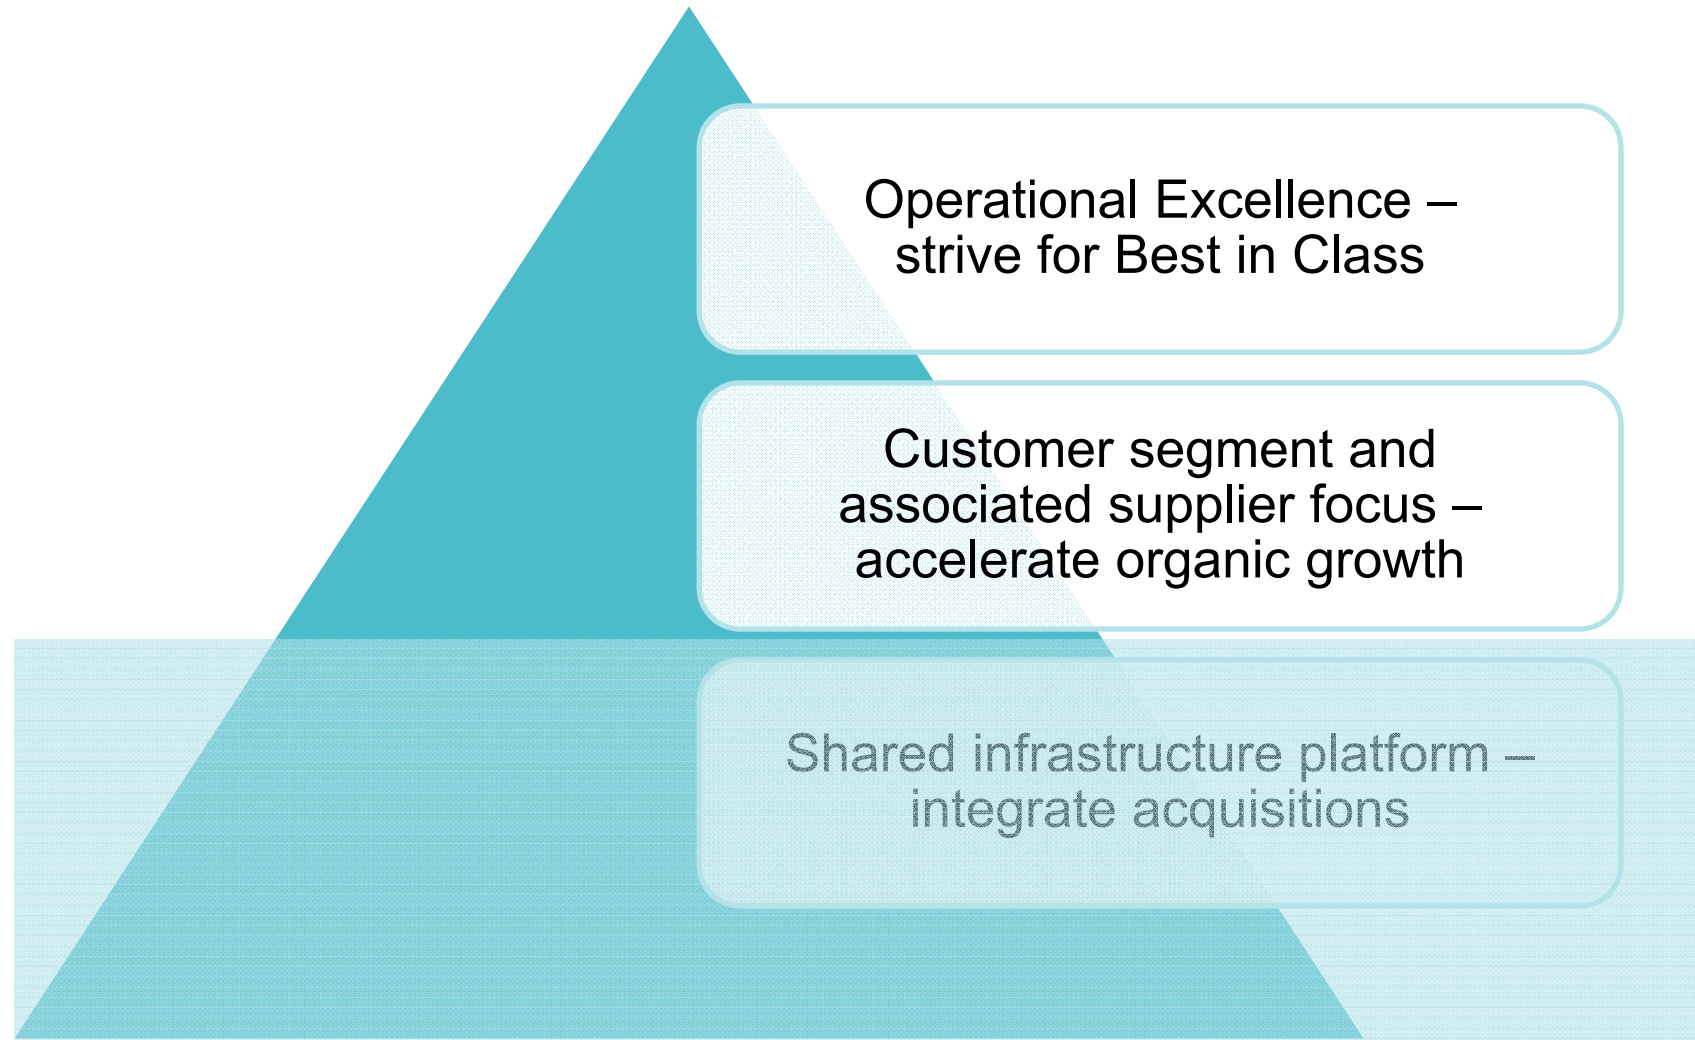 Operational Excellence –
strive for Best in Class
Customer segment and
associated supplier focus –
accelerate organic growth
Shared infrastructure platform –
integrate acquisitions